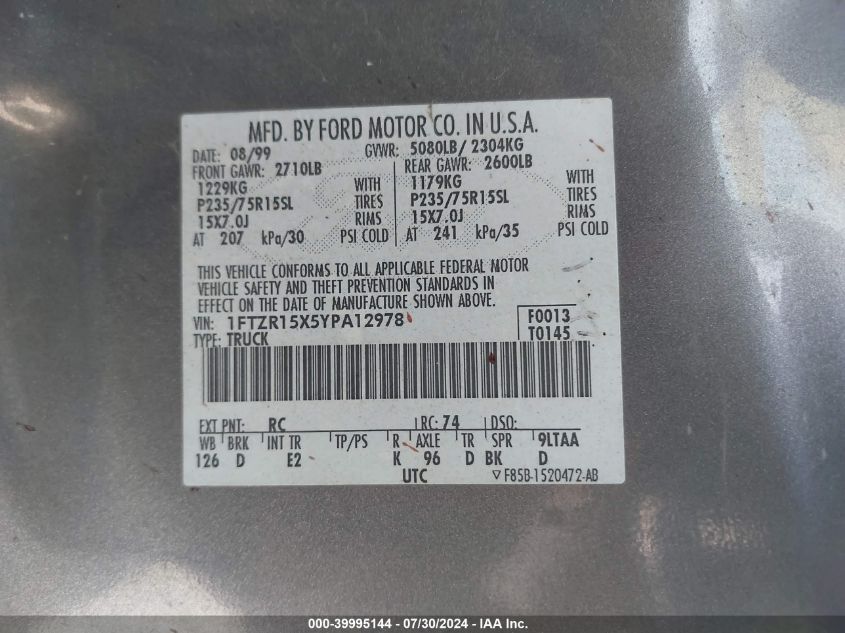 MFD. BY FORD MOTOR CO. IN U.S.A.
DATE: 08/99 GVWR: 5080LB/ 2304KG
FRONT GAWR: 2710LB REAR GAWR: 2600LB
1229KG WITH 1179KG WITH
P235/75R15SL TIRES P235/75R15SL TIRES
15X7.0J RIMS 15X7.0J RIMS
AT 207 kPa/30 PSI COLD AT 241 kPa/35 PSI COLD
THIS VEHICLE CONFORMS TO ALL APPLICABLE FEDERAL MOTOR
VEHICLE SAFETY AND THEFT PREVENTION STANDARDS IN
EFFECT ON THE DATE OF MANUFACTURE SHOWN ABOVE.
VIN: 1FTZR15X5YPA12978 F0013
TYPE: TRUCK T0145
EXT PNT: RC RC: 74 DSO:
WB BRK INT TR TP/PS R AXLE TR SPR 9LTAA
126 D E2 K 96 D BK D
UTC F85B-1520472-AB
000-39995144 - 07/30/2024 - IAA Inc.